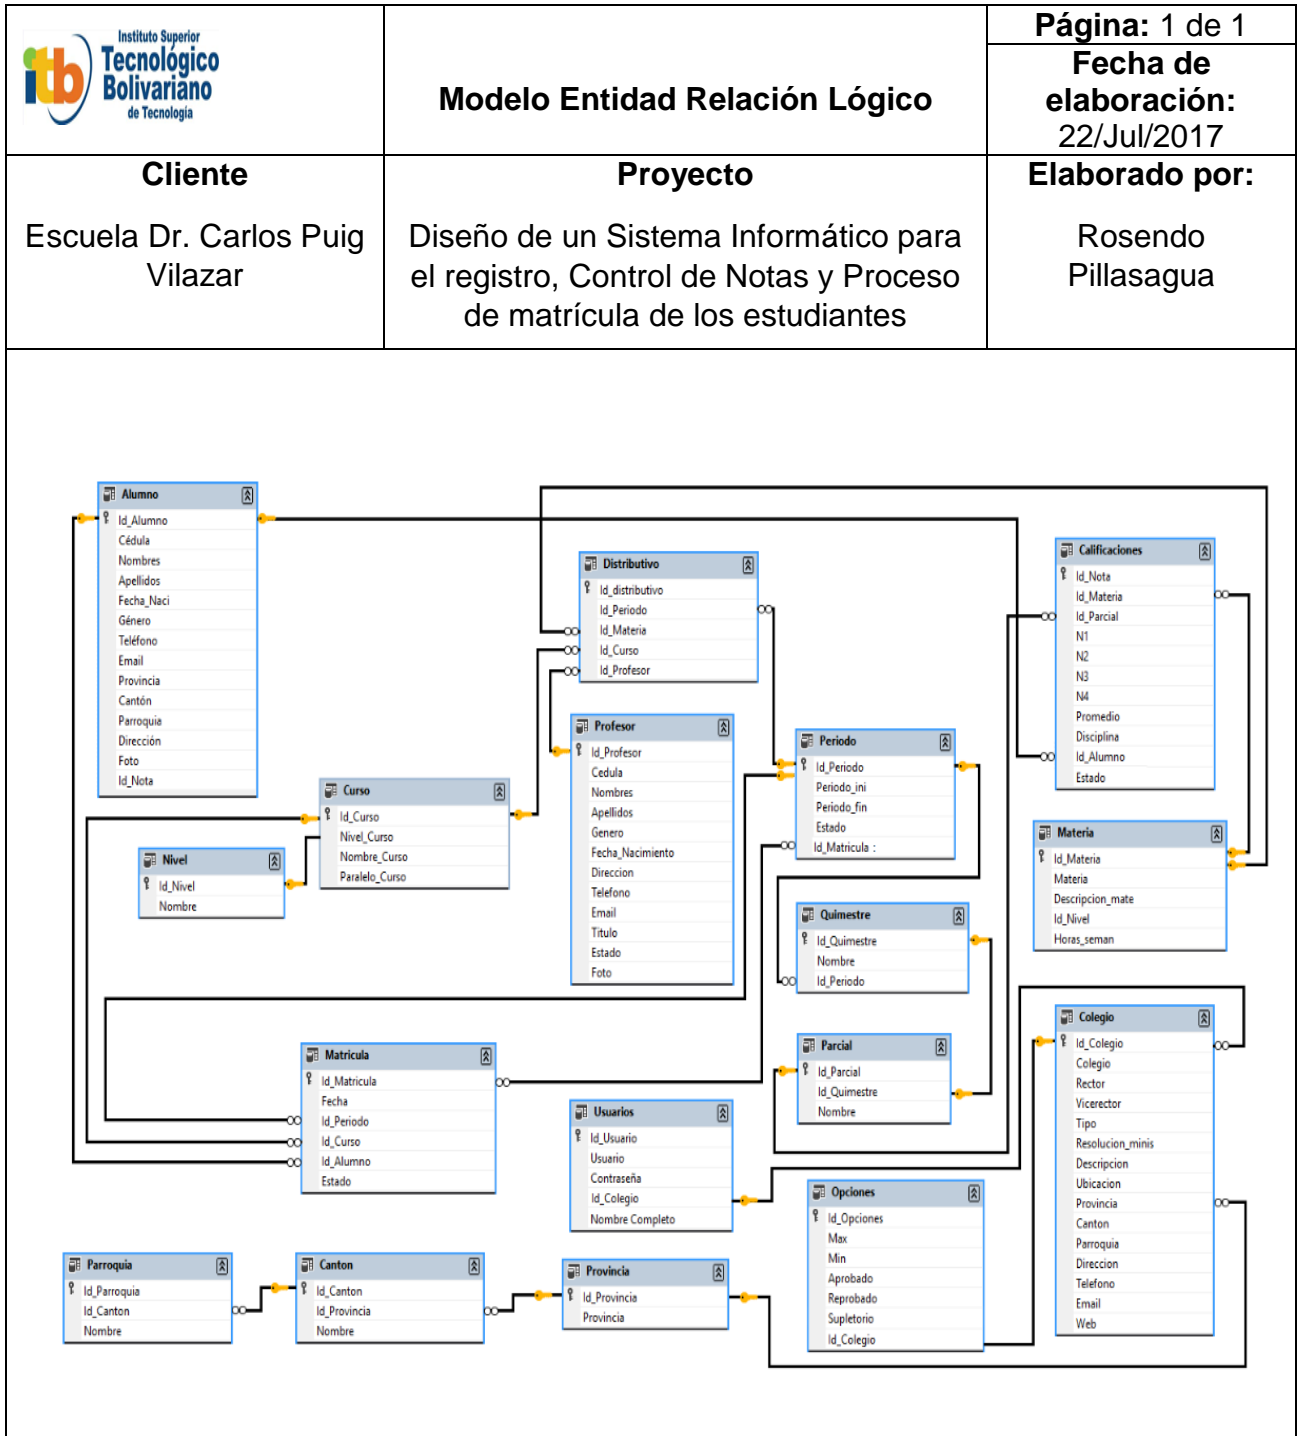 Instituto Superior
Tecnológico
Bolivariano
de Tecnología
itb
Modelo Entidad Relación Lógico
Página: 1 de 1
Fecha de
elaboración:
22/Jul/2017
Cliente
Escuela Dr. Carlos Puig
Vilazar
Proyecto
Diseño de un Sistema Informático para
el registro, Control de Notas y Proceso
de matrícula de los estudiantes
Elaborado por:
Rosendo
Pillasagua
Alumno
Id_Alumno
Cédula
Nombres
Apellidos
Fecha_Naci
Género
Teléfono
Email
Provincia
Cantón
Parroquia
Dirección
Foto
Id_Nota
Distributivo
Id_distributivo
Id_Periodo
Id_Materia
Id_Curso
Id_Profesor
Calificaciones
Id_Nota
Id_Materia
Id_Parcial
N1
N2
N3
N4
Promedio
Disciplina
Id_Alumno
Estado
Profesor
Id_Profesor
Cedula
Nombres
Apellidos
Genero
Fecha_Nacimiento
Direccion
Telefono
Email
Titulo
Estado
Foto
Periodo
Id_Periodo
Periodo_ini
Periodo_fin
Estado
Id_Matricula :
Curso
Id_Curso
Nivel_Curso
Nombre_Curso
Paralelo_Curso
Nivel
Id_Nivel
Nombre
Materia
Id_Materia
Materia
Descripcion_mate
Id_Nivel
Horas_seman
Quimestre
Id_Quimestre
Nombre
Id_Periodo
Colegio
Id_Colegio
Colegio
Rector
Vicerector
Tipo
Resolucion_minis
Descripcion
Ubicacion
Provincia
Canton
Parroquia
Direccion
Telefono
Email
Web
Parcial
Id_Parcial
Id_Quimestre
Nombre
Matricula
Id_Matricula
Fecha
Id_Periodo
Id_Curso
Id_Alumno
Estado
Usuarios
Id_Usuario
Usuario
Contraseña
Id_Colegio
Nombre Completo
Opciones
Id_Opciones
Max
Min
Aprobado
Reprobado
Supletorio
Id_Colegio
Parroquia
Id_Parroquia
Id_Canton
Nombre
Canton
Id_Canton
Id_Provincia
Nombre
Provincia
Id_Provincia
Provincia